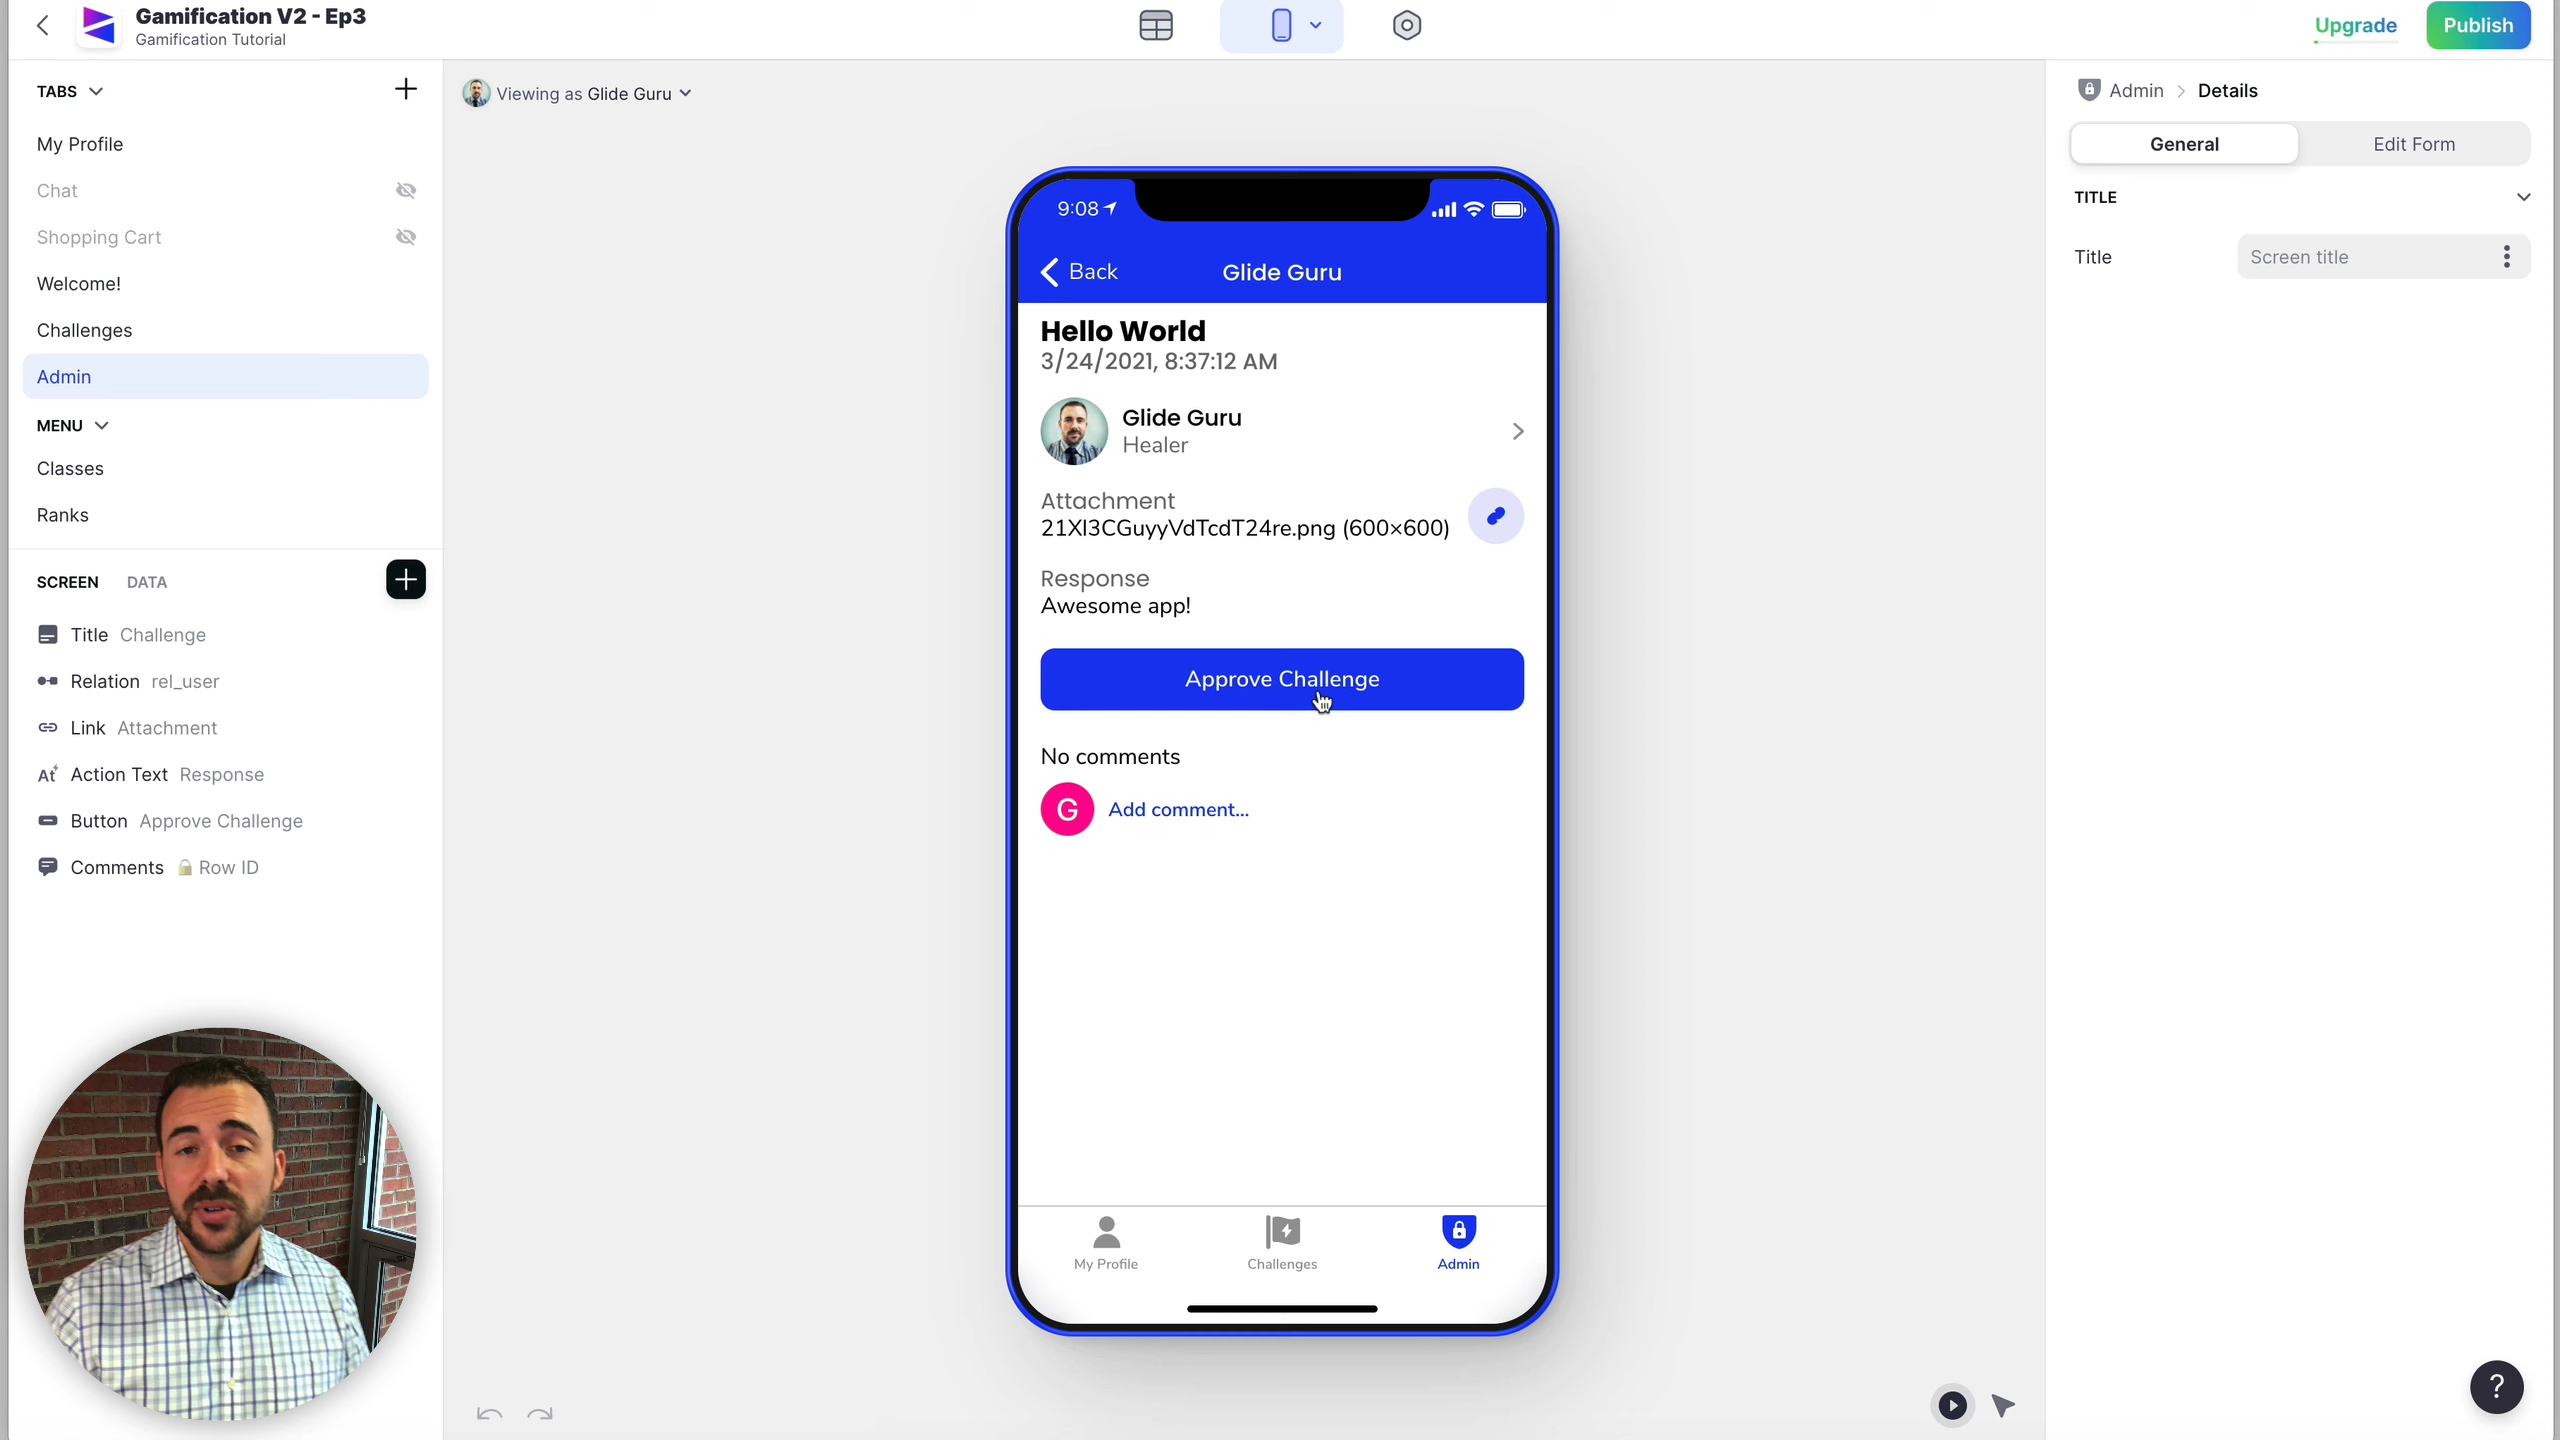 Gamification V2 - Ep3
Gamification Tutorial
Upgrade
Publish
TABS
My Profile
Chat
Shopping Cart
Welcome!
Challenges
Admin
MENU
Classes
Ranks
SCREEN DATA
Title Challenge
Relation rel_user
Link Attachment
At Action Text Response
Button Approve Challenge
Comments Row ID
Viewing as Glide Guru
9:08
Back
Glide Guru
Hello World
3/24/2021, 8:37:12 AM
Glide Guru
Healer
Attachment
21XI3CGuyyVdTcdT24re.png (600×600)
Response
Awesome app!
Approve Challenge
No comments
G Add comment...
My Profile
Challenges
Admin
Admin > Details
General
Edit Form
TITLE
Title
Screen title
?